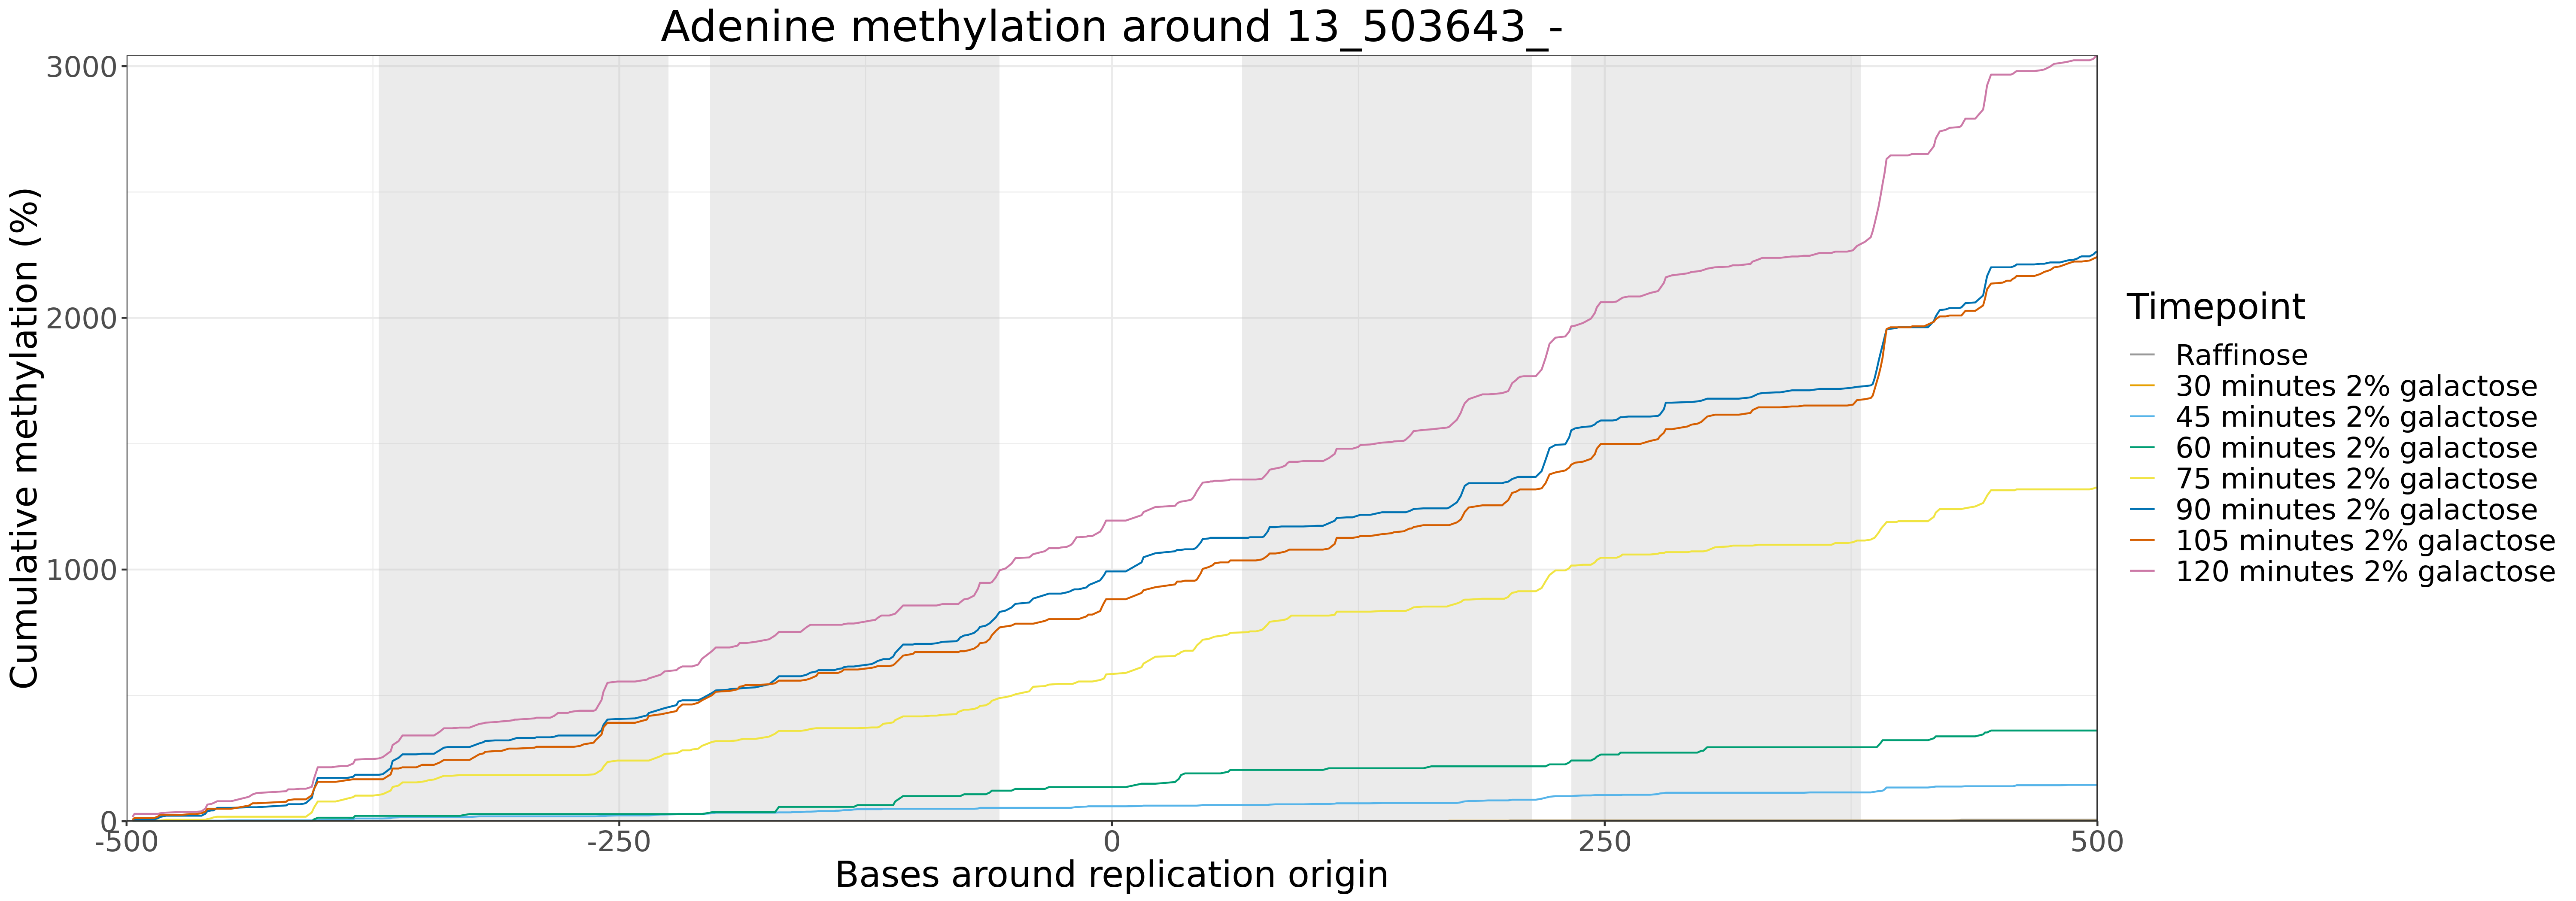 Adenine methylation around 13_503643_-
Cumulative methylation (%)
3000
2000
1000
0
-500
-250
0
250
500
Bases around replication origin
Timepoint
Raffinose
30 minutes 2% galactose
45 minutes 2% galactose
60 minutes 2% galactose
75 minutes 2% galactose
90 minutes 2% galactose
105 minutes 2% galactose
120 minutes 2% galactose